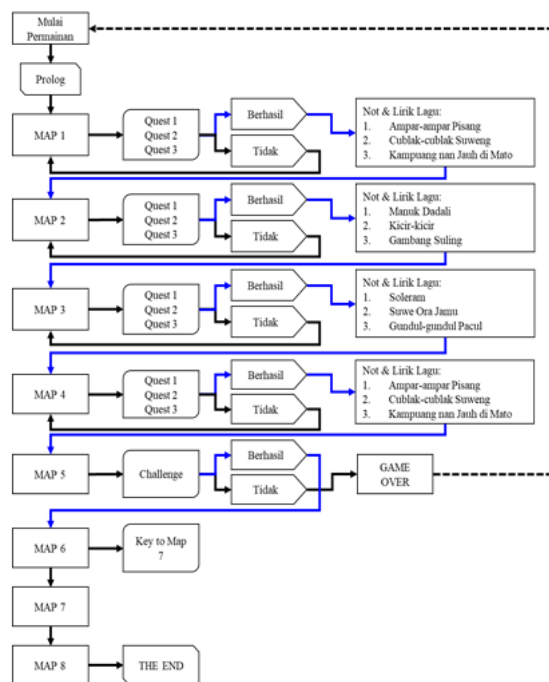 Mulai
Permainan
Prolog
MAP 1
Quest 1
Quest 2
Quest 3
Berhasil
Tidak
Not & Lirik Lagu:
1. Ampar-ampar Pisang
2. Cublak-cublak Suweng
3. Kampuang nan Jauh di Mato
MAP 2
Quest 1
Quest 2
Quest 3
Berhasil
Tidak
Not & Lirik Lagu:
1. Manuk Dadali
2. Kicir-kicir
3. Gambang Suling
MAP 3
Quest 1
Quest 2
Quest 3
Berhasil
Tidak
Not & Lirik Lagu:
1. Soleram
2. Suwe Ora Jamu
3. Gundul-gundul Pacul
MAP 4
Quest 1
Quest 2
Quest 3
Berhasil
Tidak
Not & Lirik Lagu:
1. Ampar-ampar Pisang
2. Cublak-cublak Suweng
3. Kampuang nan Jauh di Mato
MAP 5
Challenge
Berhasil
Tidak
GAME
OVER
MAP 6
Key to Map
7
MAP 7
MAP 8
THE END